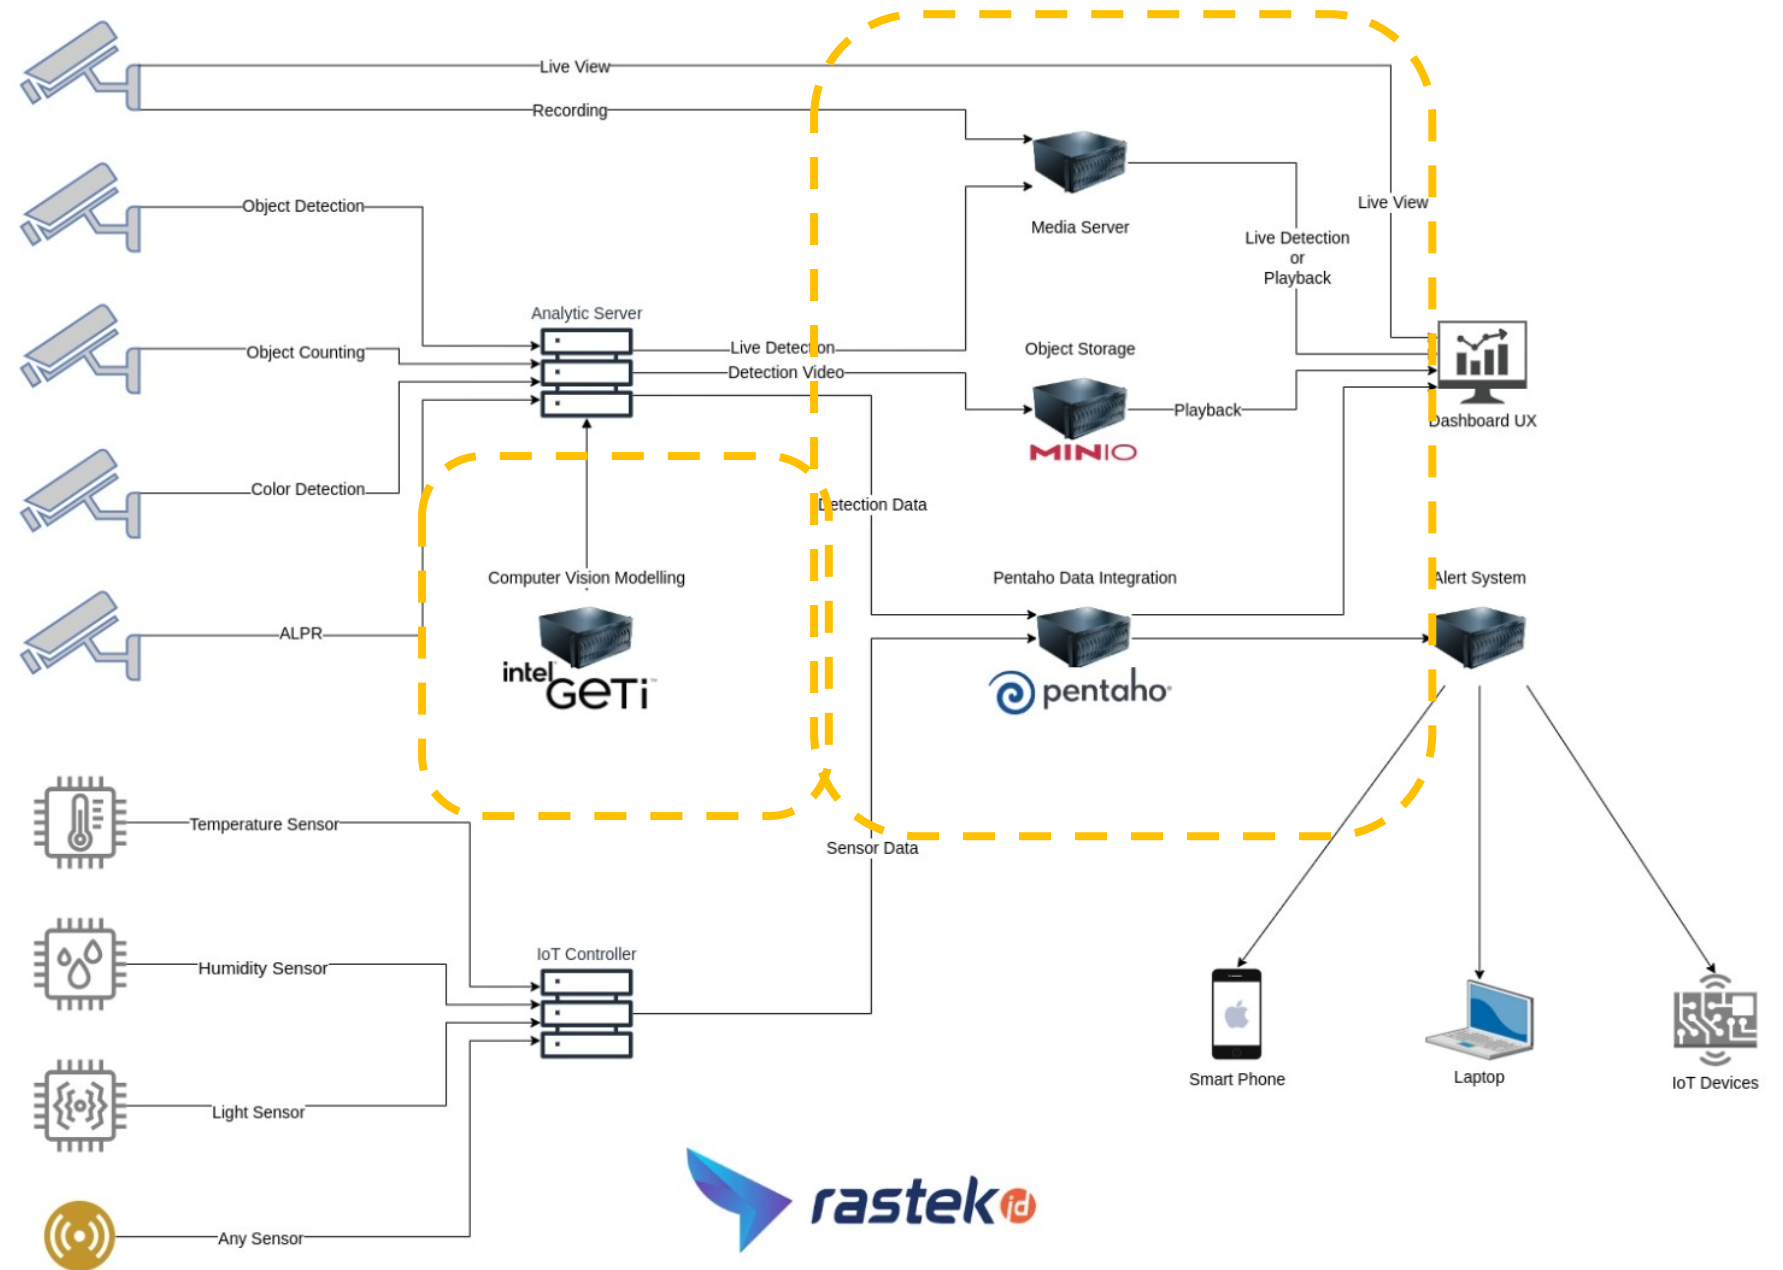 Live View
Recording
Media Server
Live View
Live Detection
or
Playback
Object Detection
Analytic Server
Object Counting
Live Detection
Detection Video
Object Storage
Playback
MINIO
Dashboard UX
Color Detection
Detection Data
Computer Vision Modelling
intel
GETi
Pentaho Data Integration
pentaho
Alert System
ALPR
Temperature Sensor
Sensor Data
Humidity Sensor
IoT Controller
Light Sensor
Any Sensor
Smart Phone
Laptop
IoT Devices
rastek id